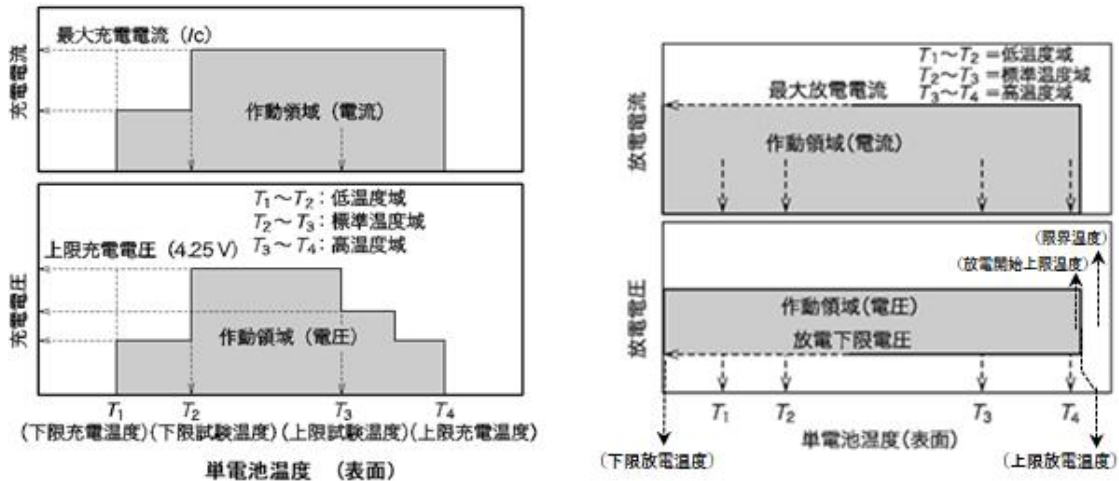 最大充電電流 (Ic)
充電電流
作動領域 (電流)
T1～T2：低温度域
T2～T3：標準温度域
T3～T4：高温度域
上限充電電圧 (4.25 V)
充電電圧
作動領域 (電圧)
T1 T2 T3 T4
(下限充電温度)(下限試験温度)(上限試験温度)(上限充電温度)
単電池温度 (表面)
T1～T2＝低温度域
T2～T3＝標準温度域
T3～T4＝高温度域
最大放電電流
放電電流
作動領域(電流)
(限界温度)
(放電開始上限温度)
放電電圧
作動領域(電圧)
放電下限電圧
T1 T2 T3 T4
単電池温度(表面)
(下限放電温度)
(上限放電温度)